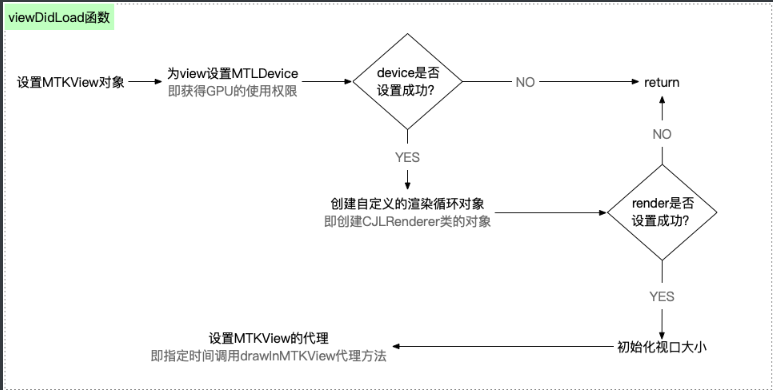 viewDidLoad函数
设置MTKView对象
为view设置MTLDevice
即获得GPU的使用权限
device是否
设置成功?
NO
return
YES
NO
创建自定义的渲染循环对象
即创建CJLRenderer类的对象
render是否
设置成功?
YES
设置MTKView的代理
即指定时间调用drawInMTKView代理方法
初始化视口大小